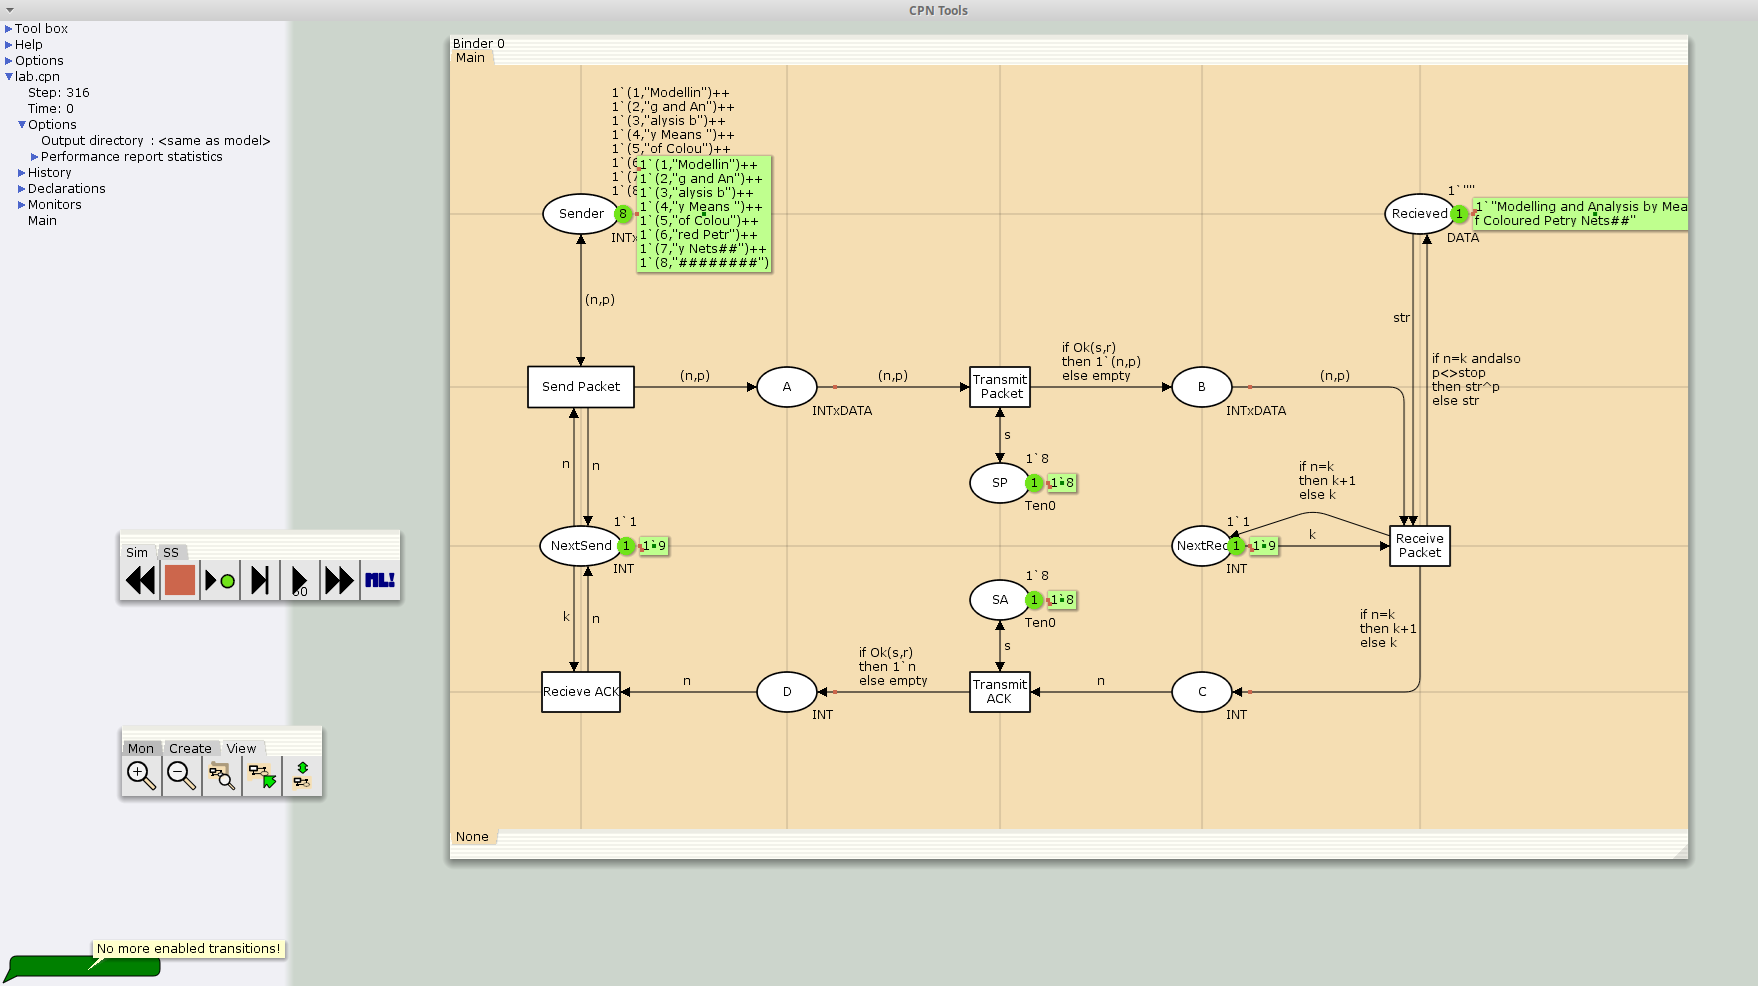 CPN Tools
Tool box
Help
Options
lab.cpn
Step: 316
Time: 0
Options
Output directory : <same as model>
Performance report statistics
History
Declarations
Monitors
Main
Binder 0
Main
1`(1,"Modellin")++
1`(2,"g and An")++
1`(3,"alysis b")++
1`(4,"y Means ")++
1`(5,"of Colou")++
1`(6
1`(7
1`(8
1`(1,"Modellin")++
1`(2,"g and An")++
1`(3,"alysis b")++
1`(4,"y Means ")++
1`(5,"of Colou")++
1`(6,"red Petr")++
1`(7,"y Nets##")++
1`(8,"########")
Sender
8
INTx
1`""
Recieved
1
1`"Modelling and Analysis by Mea
f Coloured Petry Nets##"
DATA
(n,p)
str
if n=k andalso
p<>stop
then str^p
else str
Send Packet
(n,p)
A
INTxDATA
(n,p)
Transmit
Packet
if Ok(s,r)
then 1`(n,p)
else empty
B
INTxDATA
(n,p)
s
1`8
SP
1
1`8
Ten0
n
n
1`1
NextSend
1
1`9
INT
1`1
NextRec
1
1`9
INT
if n=k
then k+1
else k
k
Receive
Packet
1`8
SA
1
1`8
Ten0
s
k
n
if n=k
then k+1
else k
Recieve ACK
n
D
INT
if Ok(s,r)
then 1`n
else empty
Transmit
ACK
n
C
INT
None
Sim
SS
50
ML!
Mon
Create
View
No more enabled transitions!